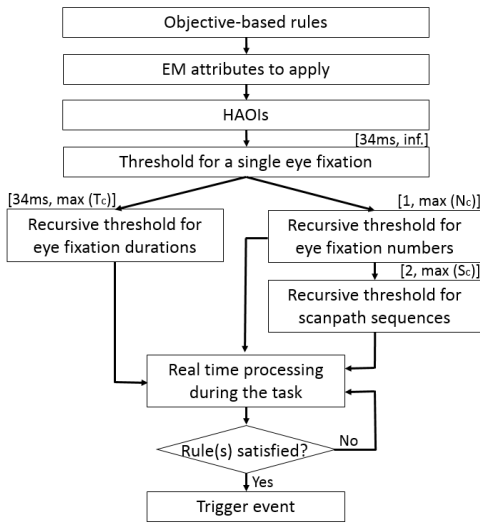 Objective-based rules
EM attributes to apply
HAOIs
[34ms, inf.]
Threshold for a single eye fixation
[34ms, max (Tc)]
Recursive threshold for
eye fixation durations
[1, max (Nc)]
Recursive threshold for
eye fixation numbers
[2, max (Sc)]
Recursive threshold for
scanpath sequences
Real time processing
during the task
Rule(s) satisfied?
No
Yes
Trigger event